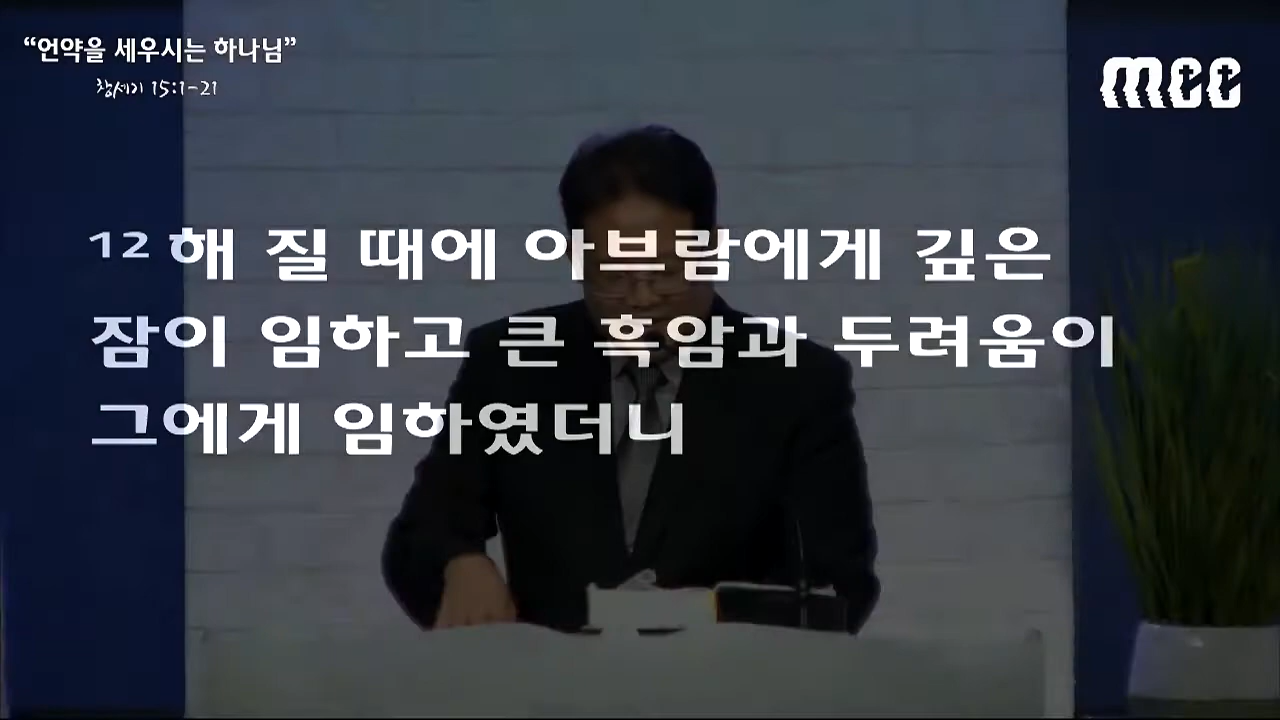 “언약을 세우시는 하나님”
창세기 15:1-21
mcc
12 해 질 때에 아브람에게 깊은
잠이 임하고 큰 흑암과 두려움이
그에게 임하였더니